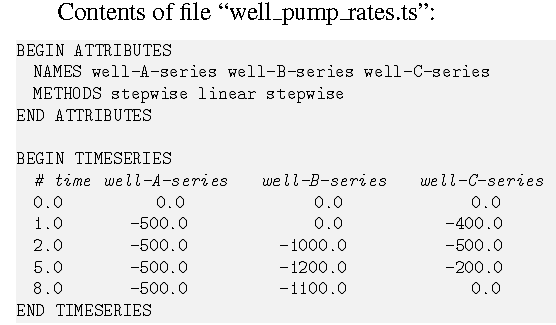 Contents of file “well_pump_rates.ts”:
BEGIN ATTRIBUTES
NAMES well-A-series well-B-series well-C-series
METHODS stepwise linear stepwise
END ATTRIBUTES
BEGIN TIMESERIES
# time well-A-series well-B-series well-C-series
0.0 0.0 0.0 0.0
1.0 -500.0 0.0 -400.0
2.0 -500.0 -1000.0 -500.0
5.0 -500.0 -1200.0 -200.0
8.0 -500.0 -1100.0 0.0
END TIMESERIES